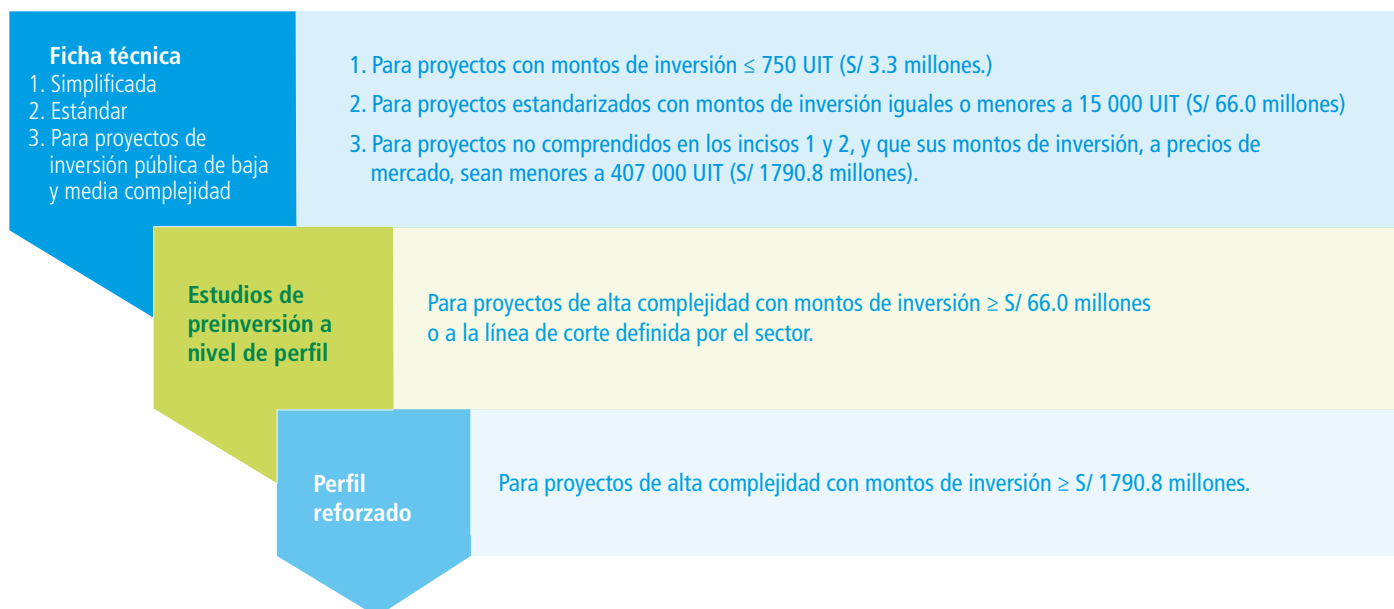 Ficha técnica
1. Simplificada
2. Estándar
3. Para proyectos de
inversión pública de baja
y media complejidad
1. Para proyectos con montos de inversión ≤ 750 UIT (S/ 3.3 millones.)
2. Para proyectos estandarizados con montos de inversión iguales o menores a 15 000 UIT (S/ 66.0 millones)
3. Para proyectos no comprendidos en los incisos 1 y 2, y que sus montos de inversión, a precios de
mercado, sean menores a 407 000 UIT (S/ 1790.8 millones).
Estudios de
preinversión a
nivel de perfil
Para proyectos de alta complejidad con montos de inversión ≥ S/ 66.0 millones
o a la línea de corte definida por el sector.
Perfil
reforzado
Para proyectos de alta complejidad con montos de inversión ≥ S/ 1790.8 millones.